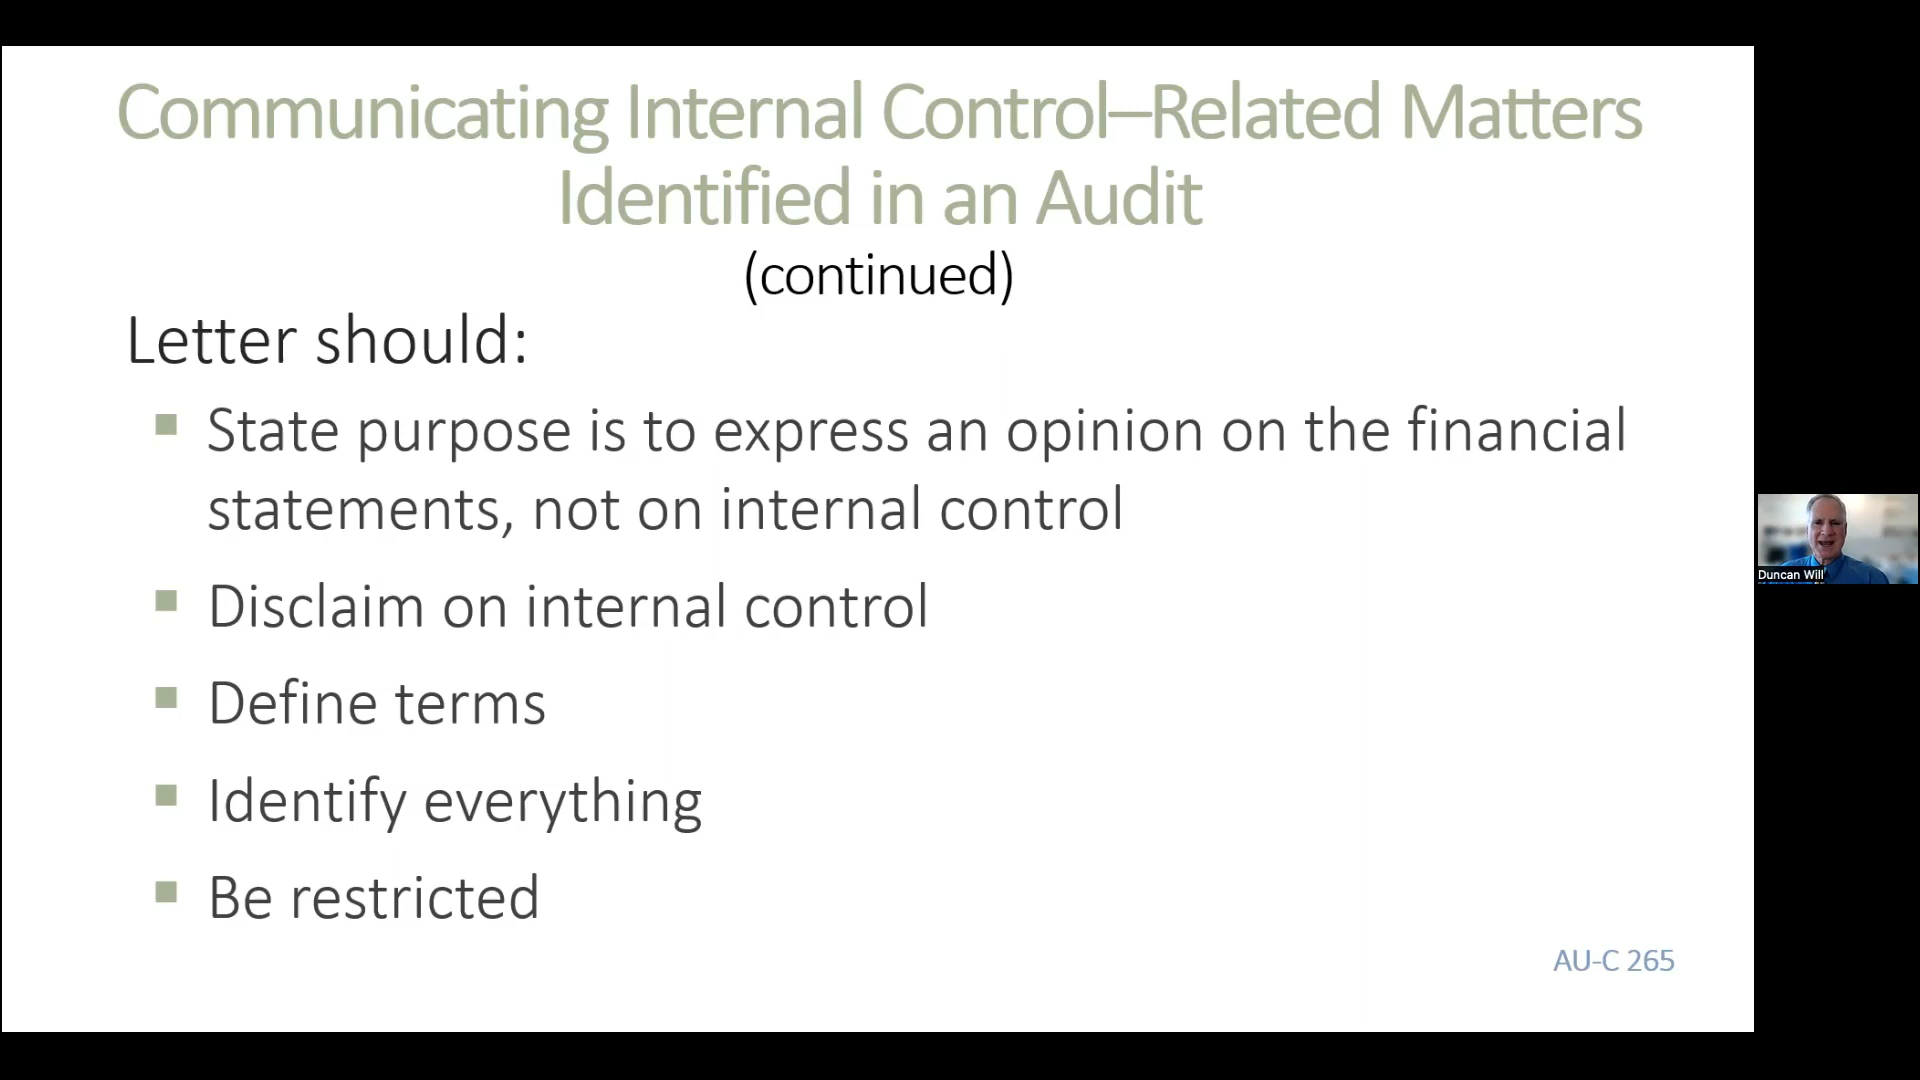 Communicating Internal Control–Related Matters
Identified in an Audit
(continued)
Letter should:
State purpose is to express an opinion on the financial
statements, not on internal control
Disclaim on internal control
Define terms
Identify everything
Be restricted
AU-C 265
Duncan Will